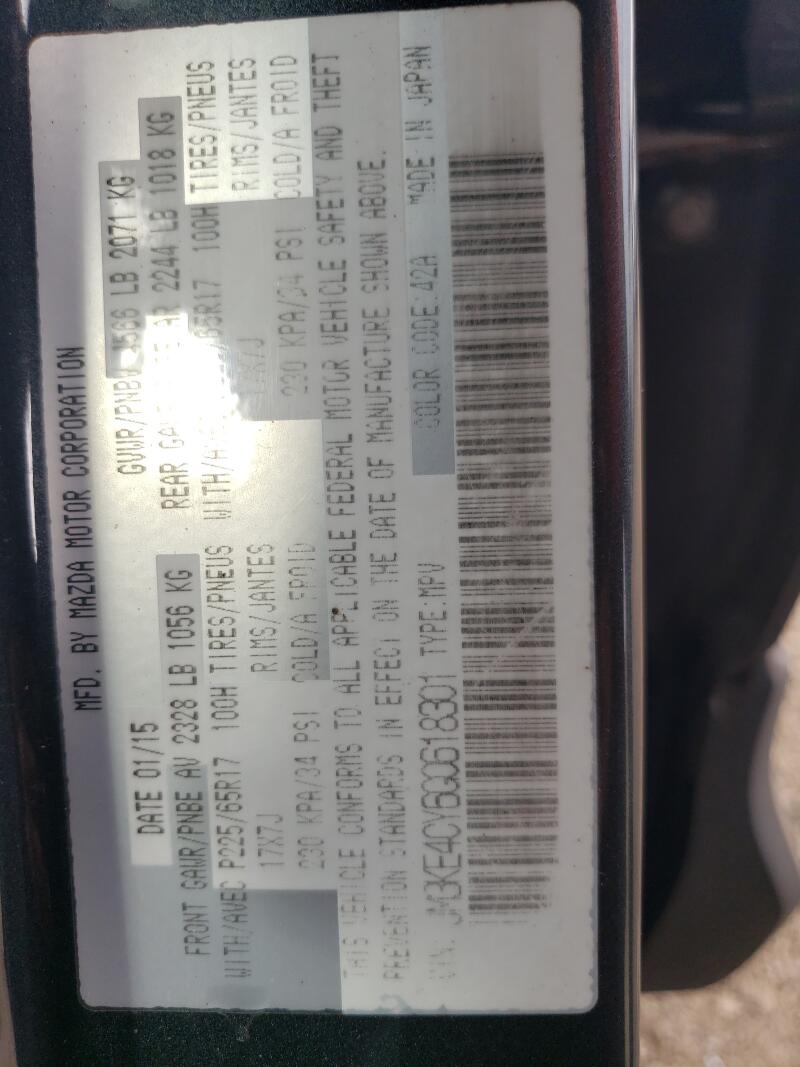 MFD. BY MAZDA MOTOR CORPORATION
DATE 01/15 GVWR/PNBV 4566 LB 2071 KG
FRONT GAWR/PNBE AV 2328 LB 1056 KG REAR 2244 LB 1018 KG
WITH/AVEC P225/65R17 100H TIRES/PNEUS 100H TIRES/PNEUS
17X7J RIMS/JANTES 17X7J RIMS/JANTES
230 KPA/34 PSI COLD/A FROID 230 KPA/34 PSI COLD/A FROID
THIS VEHICLE CONFORMS TO ALL APPLICABLE FEDERAL MOTOR VEHICLE SAFETY AND THEFT
PREVENTION STANDARDS IN EFFECT ON THE DATE OF MANUFACTURE SHOWN ABOVE.
VIN: JM3KE4CY6G0618301 TYPE:MPV COLOR CODE:42A MADE IN JAPAN